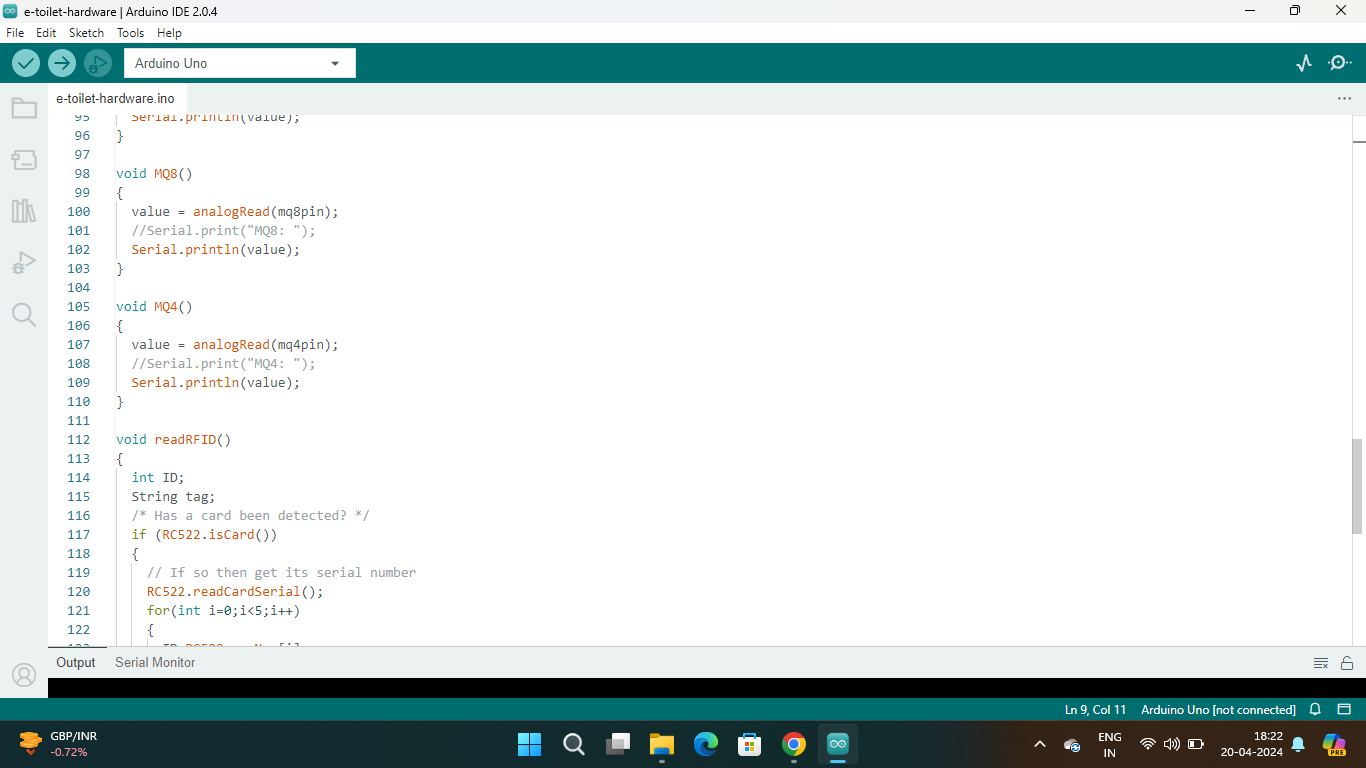 e-toilet-hardware | Arduino IDE 2.0.4
File Edit Sketch Tools Help
Arduino Uno
e-toilet-hardware.ino
95 Serial.println(value);
96 }
97
98 void MQ8()
99 {
100 value = analogRead(mq8pin);
101 //Serial.print("MQ8: ");
102 Serial.println(value);
103 }
104
105 void MQ4()
106 {
107 value = analogRead(mq4pin);
108 //Serial.print("MQ4: ");
109 Serial.println(value);
110 }
111
112 void readRFID()
113 {
114 int ID;
115 String tag;
116 /* Has a card been detected? */
117 if (RC522.isCard())
118 {
119 // If so then get its serial number
120 RC522.readCardSerial();
121 for(int i=0;i<5;i++)
122 {
Output Serial Monitor
Ln 9, Col 11 Arduino Uno [not connected]
GBP/INR
-0.72%
ENG
IN
18:22
20-04-2024
PRE